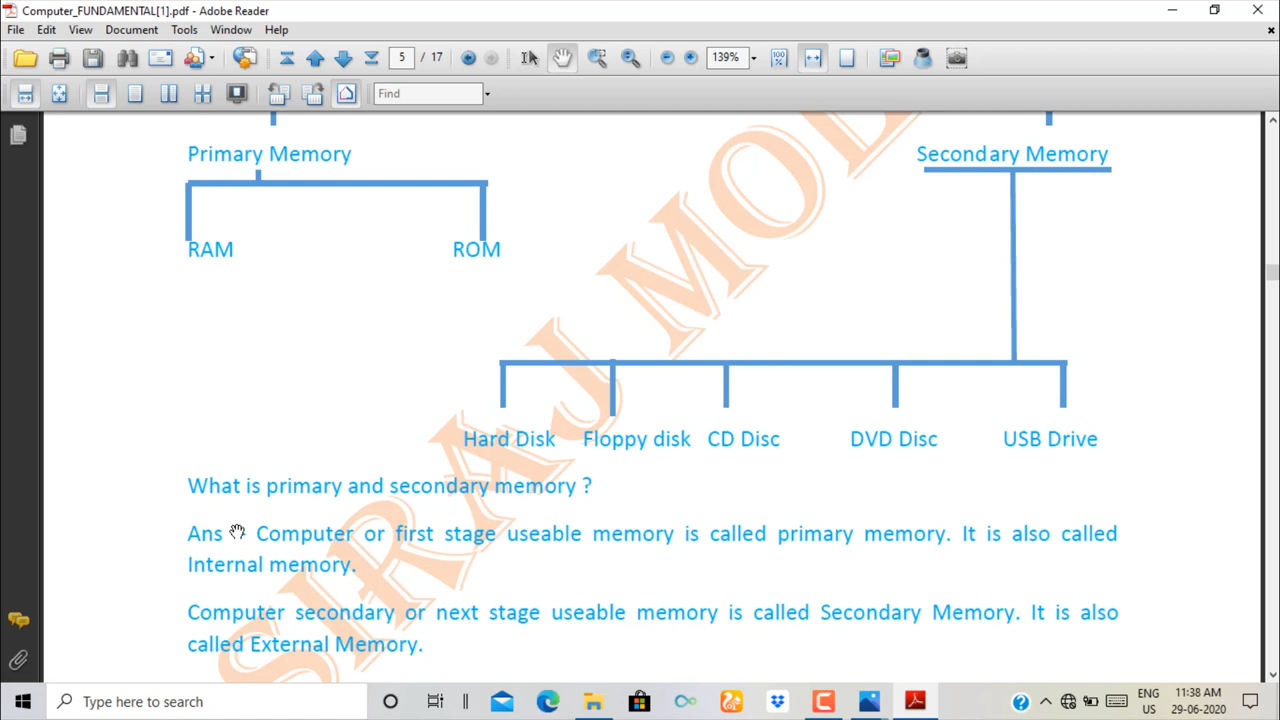 Computer_FUNDAMENTAL[1].pdf - Adobe Reader
File Edit View Document Tools Window Help
5 / 17 139%
Find
Primary Memory Secondary Memory
RAM ROM
Hard Disk Floppy disk CD Disc DVD Disc USB Drive
What is primary and secondary memory ?
Ans Computer or first stage useable memory is called primary memory. It is also called
Internal memory.
Computer secondary or next stage useable memory is called Secondary Memory. It is also
called External Memory.
SIRAJ MOD
Type here to search
ENG
US
11:38 AM
29-06-2020